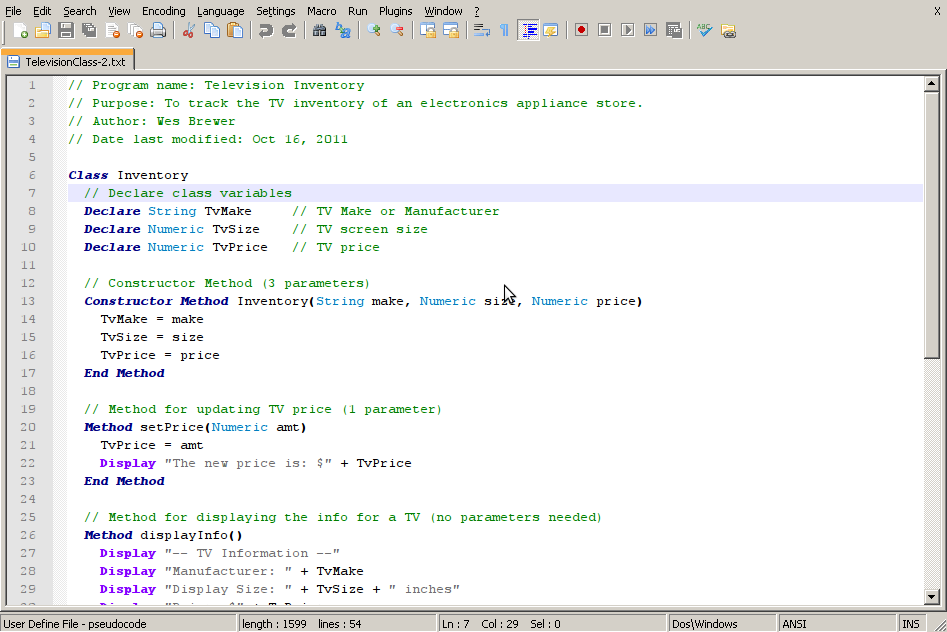 File Edit Search View Encoding Language Settings Macro Run Plugins Window ? X
TelevisionClass-2.txt
1 // Program name: Television Inventory
2 // Purpose: To track the TV inventory of an electronics appliance store.
3 // Author: Wes Brewer
4 // Date last modified: Oct 16, 2011
5
6 Class Inventory
7 // Declare class variables
8 Declare String TvMake // TV Make or Manufacturer
9 Declare Numeric TvSize // TV screen size
10 Declare Numeric TvPrice // TV price
11
12 // Constructor Method (3 parameters)
13 Constructor Method Inventory(String make, Numeric size, Numeric price)
14 TvMake = make
15 TvSize = size
16 TvPrice = price
17 End Method
18
19 // Method for updating TV price (1 parameter)
20 Method setPrice(Numeric amt)
21 TvPrice = amt
22 Display "The new price is: $" + TvPrice
23 End Method
24
25 // Method for displaying the info for a TV (no parameters needed)
26 Method displayInfo()
27 Display "-- TV Information --"
28 Display "Manufacturer: " + TvMake
29 Display "Display Size: " + TvSize + " inches"
User Define File - pseudocode length : 1599 lines : 54 Ln : 7 Col : 29 Sel : 0 Dos\Windows ANSI INS